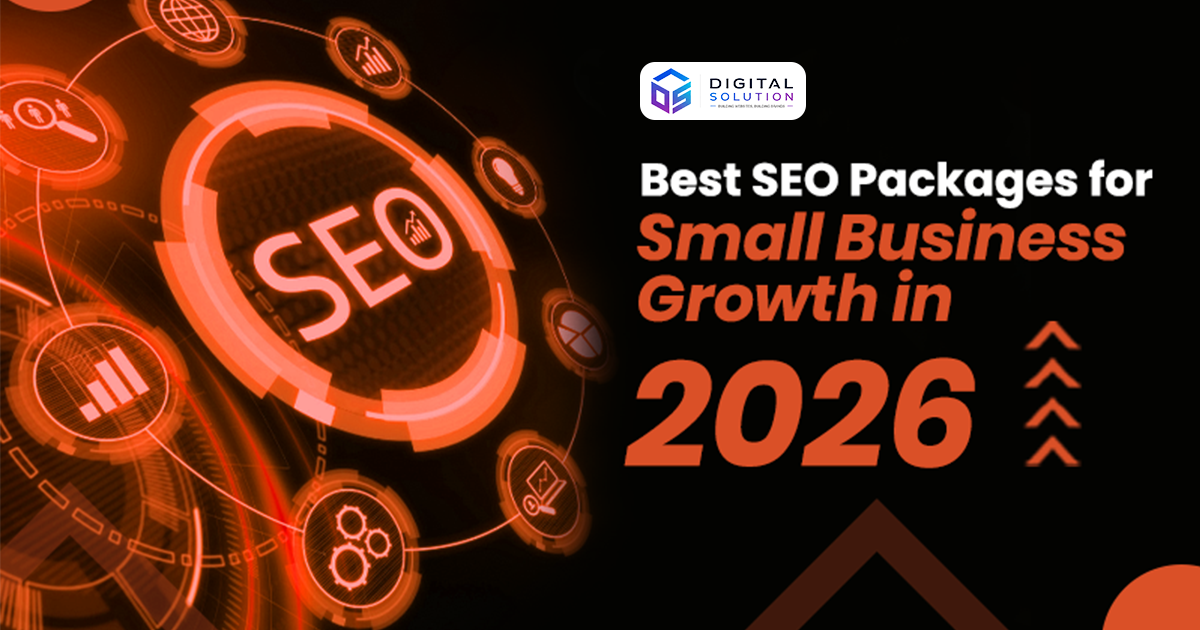 SEO
DIGITAL
SOLUTION
Best SEO Packages for
Small Business
Growth in
2026